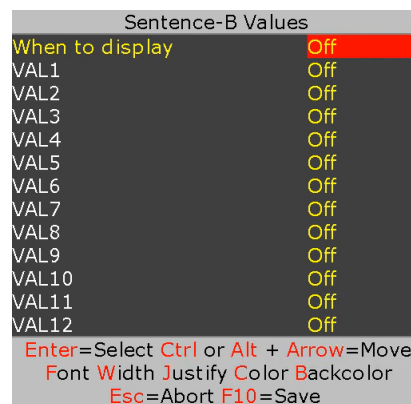 Sentence-B Values
When to display Off
VAL1 Off
VAL2 Off
VAL3 Off
VAL4 Off
VAL5 Off
VAL6 Off
VAL7 Off
VAL8 Off
VAL9 Off
VAL10 Off
VAL11 Off
VAL12 Off
Enter=Select Ctrl or Alt + Arrow=Move
Font Width Justify Color Backcolor
Esc=Abort F10=Save